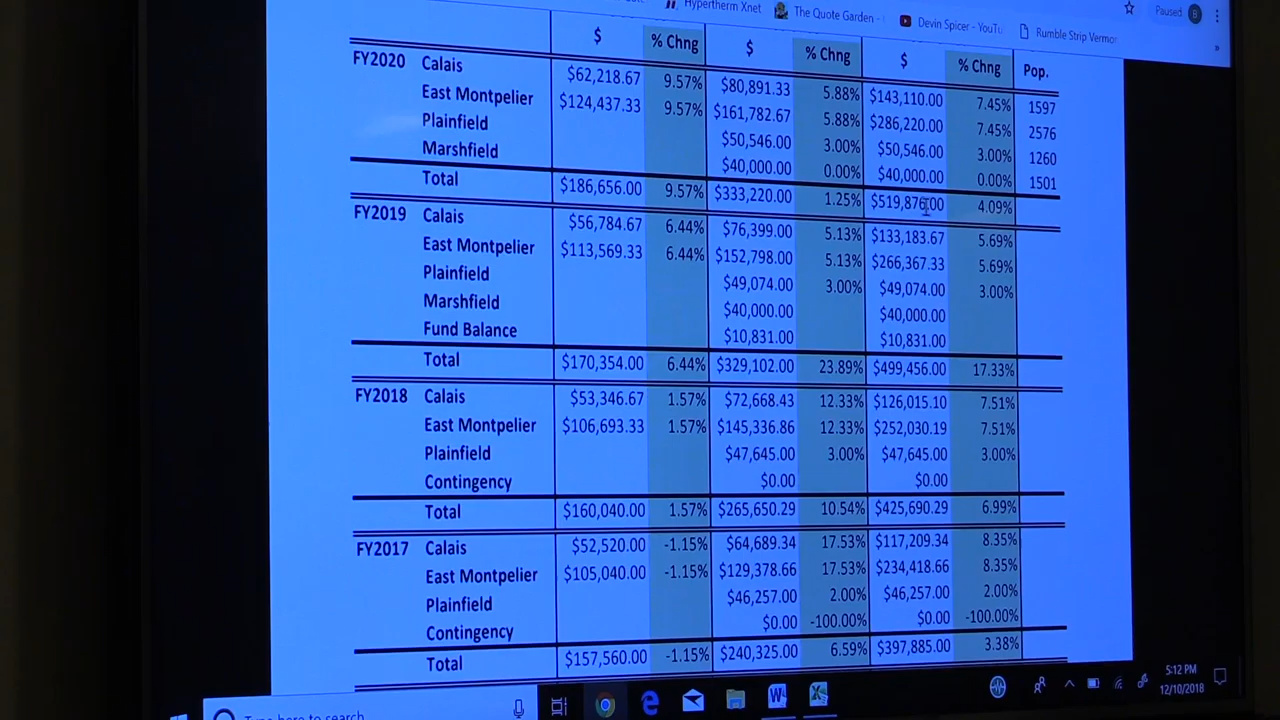 Hypertherm Xnet The Quote Garden - Devin Spicer - YouTu Rumble Strip Vermo Paused B
$ % Chng $ % Chng $ % Chng Pop.
FY2020 Calais $62,218.67 9.57% $80,891.33 5.88% $143,110.00 7.45% 1597
East Montpelier $124,437.33 9.57% $161,782.67 5.88% $286,220.00 7.45% 2576
Plainfield $50,546.00 3.00% $50,546.00 3.00% 1260
Marshfield $40,000.00 0.00% $40,000.00 0.00% 1501
Total $186,656.00 9.57% $333,220.00 1.25% $519,876.00 4.09%
FY2019 Calais $56,784.67 6.44% $76,399.00 5.13% $133,183.67 5.69%
East Montpelier $113,569.33 6.44% $152,798.00 5.13% $266,367.33 5.69%
Plainfield $49,074.00 3.00% $49,074.00 3.00%
Marshfield $40,000.00 $40,000.00
Fund Balance $10,831.00 $10,831.00
Total $170,354.00 6.44% $329,102.00 23.89% $499,456.00 17.33%
FY2018 Calais $53,346.67 1.57% $72,668.43 12.33% $126,015.10 7.51%
East Montpelier $106,693.33 1.57% $145,336.86 12.33% $252,030.19 7.51%
Plainfield $47,645.00 3.00% $47,645.00 3.00%
Contingency $0.00 $0.00
Total $160,040.00 1.57% $265,650.29 10.54% $425,690.29 6.99%
FY2017 Calais $52,520.00 -1.15% $64,689.34 17.53% $117,209.34 8.35%
East Montpelier $105,040.00 -1.15% $129,378.66 17.53% $234,418.66 8.35%
Plainfield $46,257.00 2.00% $46,257.00 2.00%
Contingency $0.00 -100.00% $0.00 -100.00%
Total $157,560.00 -1.15% $240,325.00 6.59% $397,885.00 3.38%
5:12 PM
Type here to search 12/10/2018